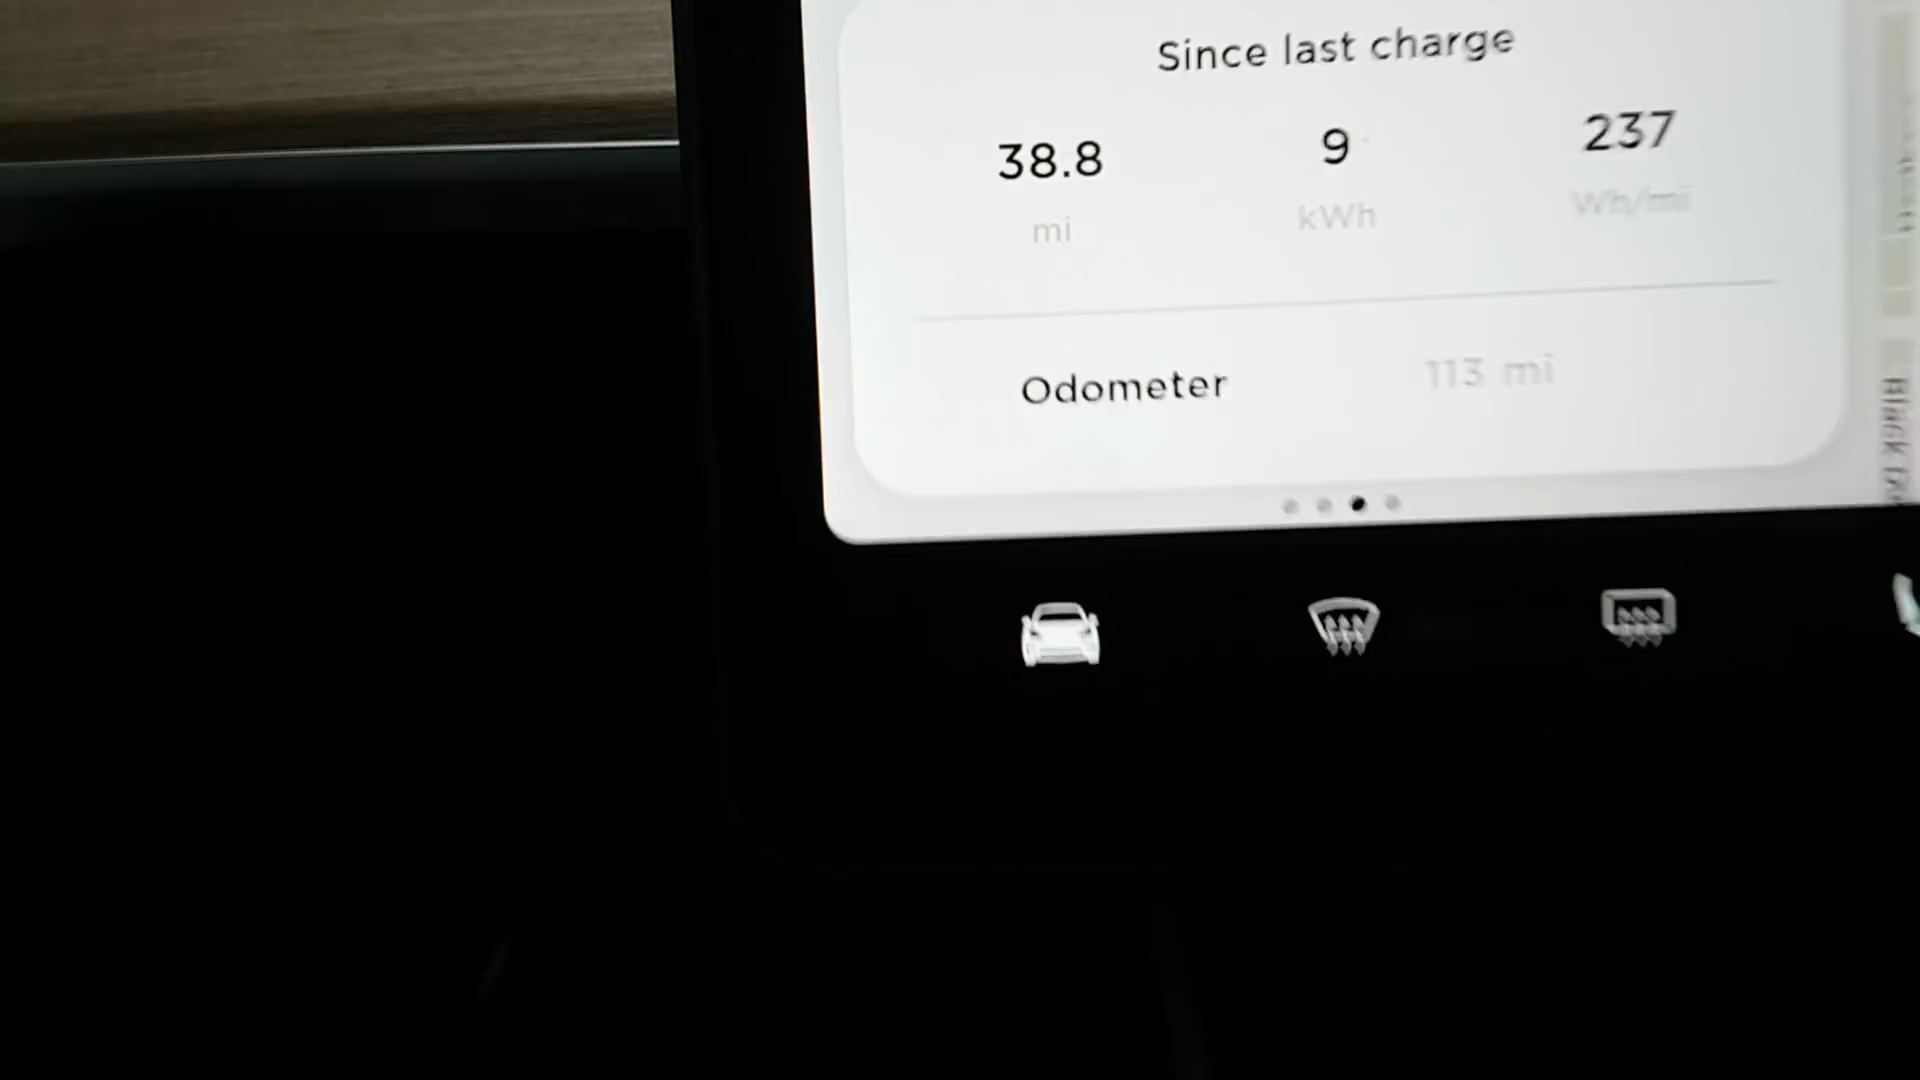 Since last charge
38.8 9 237
mi kWh Wh/mi
Odometer 113 mi